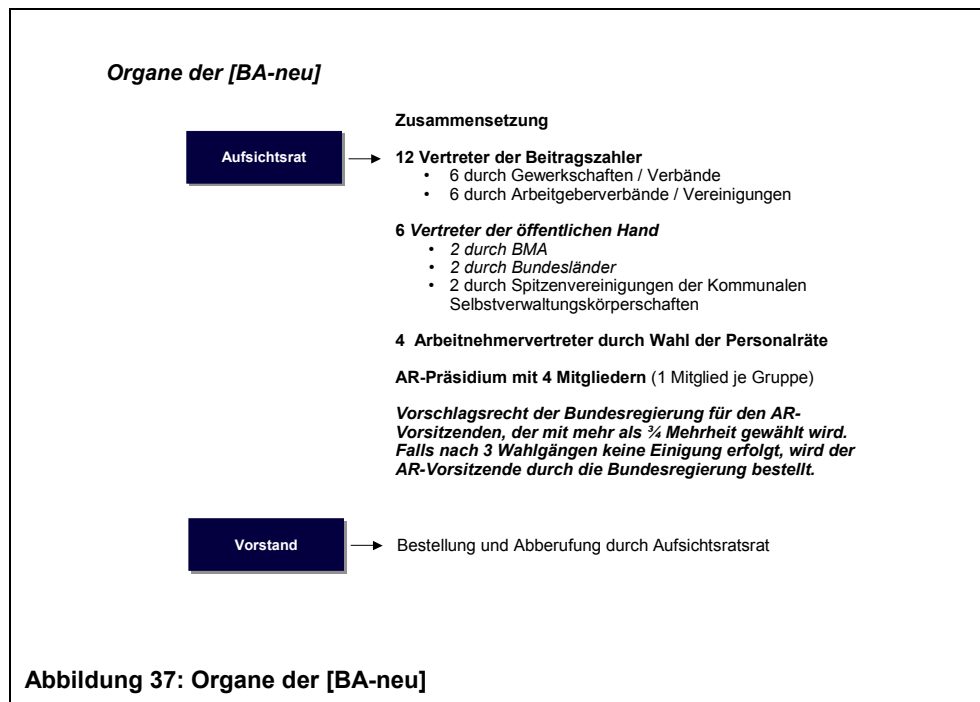 Organe der [BA-neu]
Zusammensetzung
Aufsichtsrat
12 Vertreter der Beitragszahler
• 6 durch Gewerkschaften / Verbände
• 6 durch Arbeitgeberverbände / Vereinigungen
6 Vertreter der öffentlichen Hand
• 2 durch BMA
• 2 durch Bundesländer
• 2 durch Spitzenvereinigungen der Kommunalen
Selbstverwaltungskörperschaften
4 Arbeitnehmervertreter durch Wahl der Personalräte
AR-Präsidium mit 4 Mitgliedern (1 Mitglied je Gruppe)
Vorschlagsrecht der Bundesregierung für den AR-
Vorsitzenden, der mit mehr als ¾ Mehrheit gewählt wird.
Falls nach 3 Wahlgängen keine Einigung erfolgt, wird der
AR-Vorsitzende durch die Bundesregierung bestellt.
Vorstand
Bestellung und Abberufung durch Aufsichtsratsrat
Abbildung 37: Organe der [BA-neu]